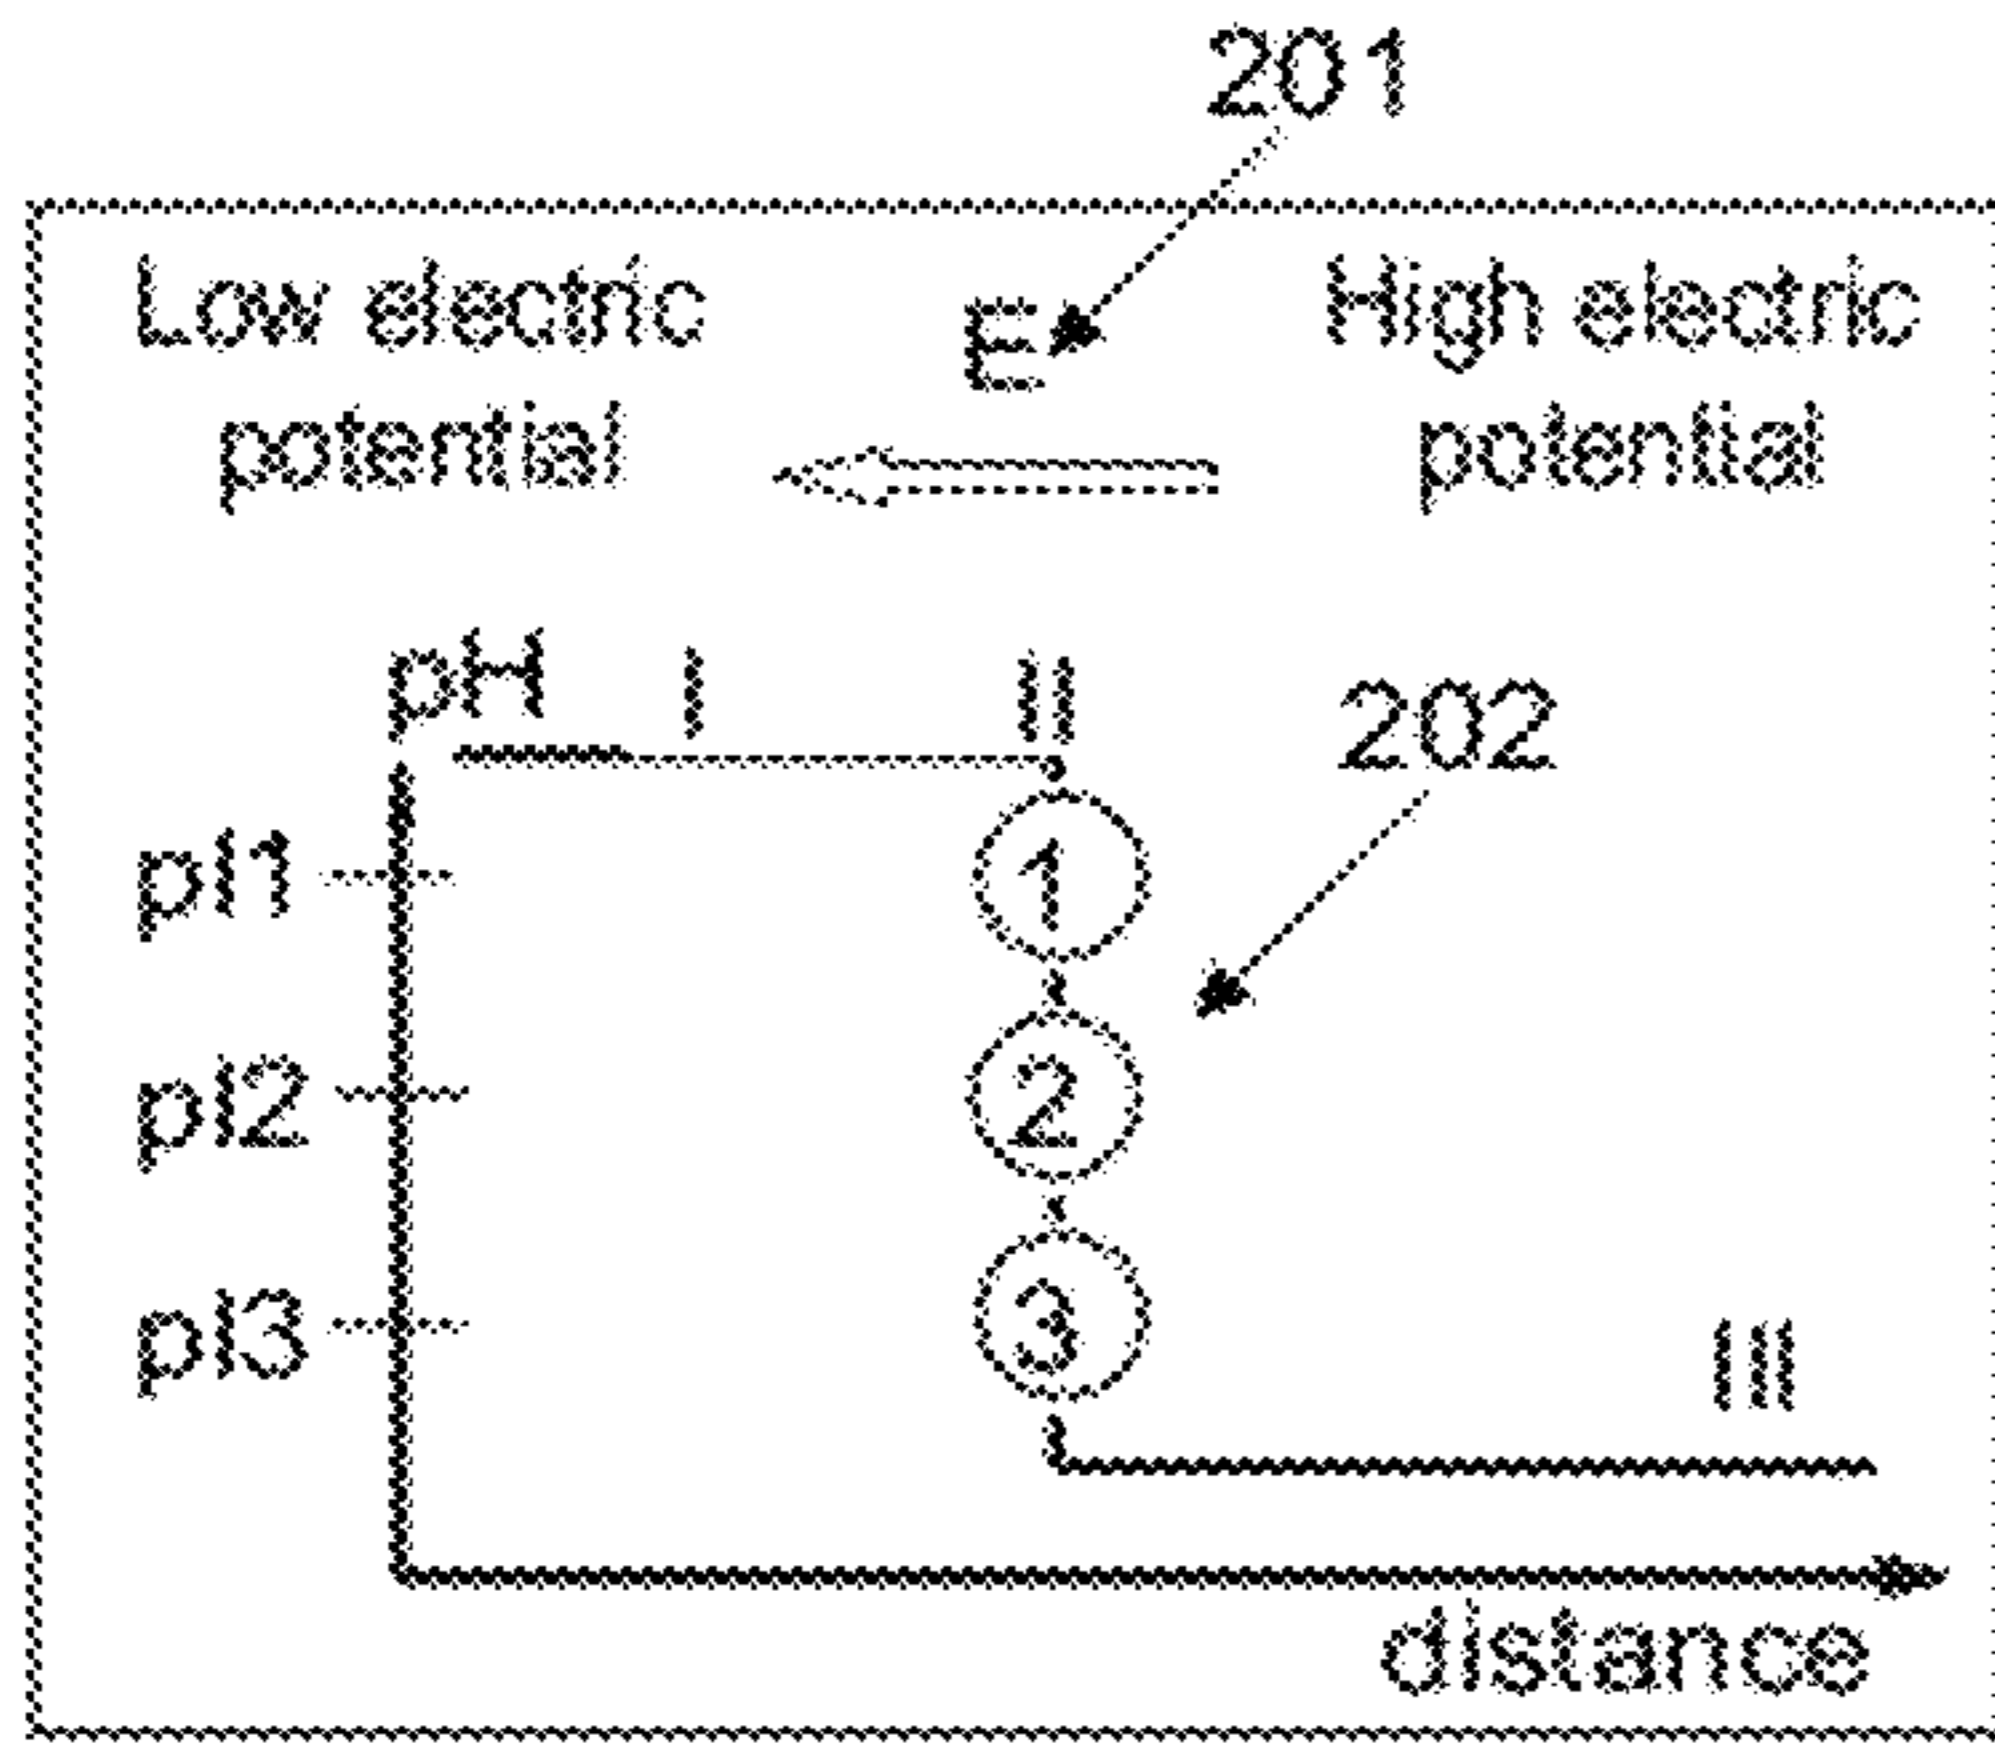 201
Low electric
potential
E
High electric
potential
pH
I
II
202
pI1
1
pI2
2
pI3
3
III
distance